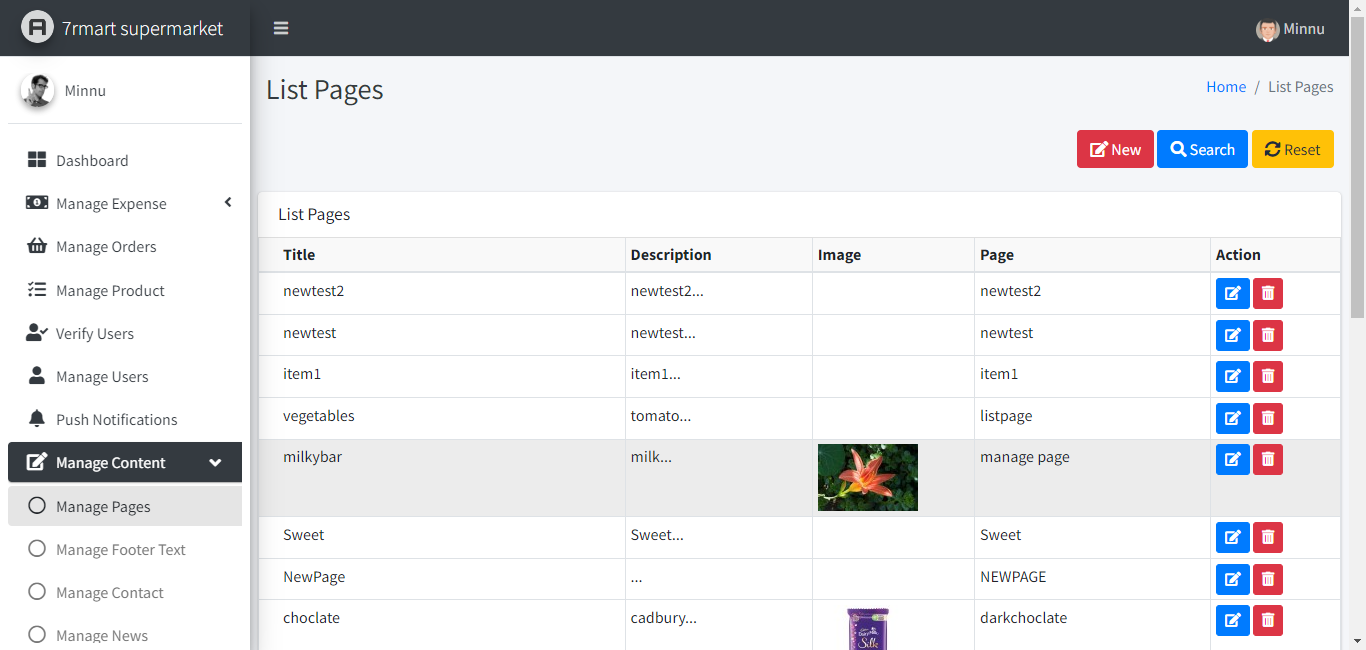 7rmart supermarket
Minnu
Minnu
List Pages
Home / List Pages
Dashboard
Manage Expense
Manage Orders
Manage Product
Verify Users
Manage Users
Push Notifications
Manage Content
Manage Pages
Manage Footer Text
Manage Contact
Manage News
New Search Reset
List Pages
Title Description Image Page Action
newtest2 newtest2... newtest2
newtest newtest... newtest
item1 item1... item1
vegetables tomato... listpage
milkybar milk... manage page
Sweet Sweet... Sweet
NewPage ... NEWPAGE
choclate cadbury... darkchoclate
Dairy Milk
Silk